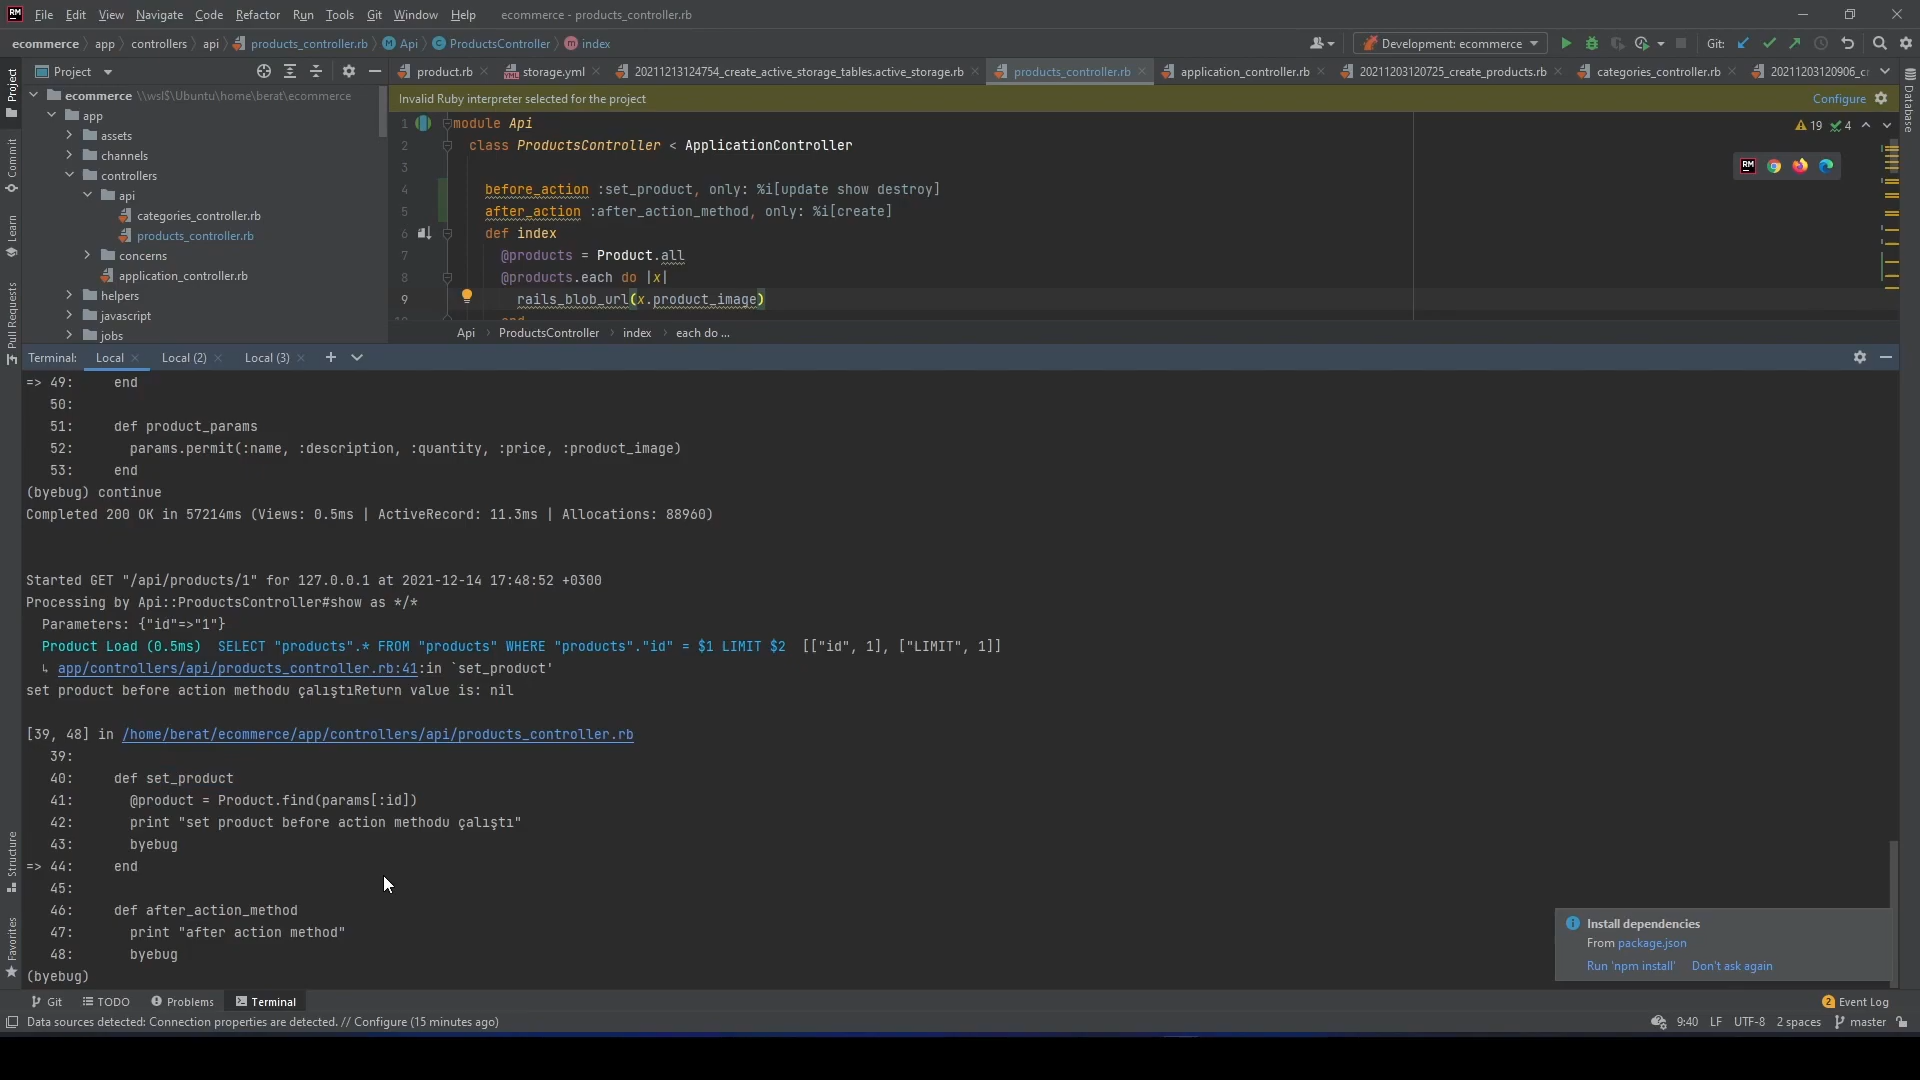 File Edit View Navigate Code Refactor Run Tools Git Window Help ecommerce - products_controller.rb
ecommerce app controllers api products_controller.rb Api ProductsController index Development: ecommerce Git:
Project product.rb storage.yml 20211213124754_create_active_storage_tables.active_storage.rb products_controller.rb application_controller.rb 20211203120725_create_products.rb categories_controller.rb 20211203120906_cr
ecommerce \\wsl$\Ubuntu\home\berat\ecommerce
Invalid Ruby interpreter selected for the project Configure
app
assets
channels
controllers
api
categories_controller.rb
products_controller.rb
concerns
application_controller.rb
helpers
javascript
jobs
1 module Api
2 class ProductsController < ApplicationController
3
4 before_action :set_product, only: %i[update show destroy]
5 after_action :after_action_method, only: %i[create]
6 def index
7 @products = Product.all
8 @products.each do |x|
9 rails_blob_url(x.product_image)
10 end
19 4
Api ProductsController index each do ...
Project
Commit
Learn
Pull Requests
Structure
Favorites
Database
Terminal: Local Local (2) Local (3)
=> 49: end
50:
51: def product_params
52: params.permit(:name, :description, :quantity, :price, :product_image)
53: end
(byebug) continue
Completed 200 OK in 57214ms (Views: 0.5ms | ActiveRecord: 11.3ms | Allocations: 88960)
Started GET "/api/products/1" for 127.0.0.1 at 2021-12-14 17:48:52 +0300
Processing by Api::ProductsController#show as */*
Parameters: {"id"=>"1"}
Product Load (0.5ms) SELECT "products".* FROM "products" WHERE "products"."id" = $1 LIMIT $2 [["id", 1], ["LIMIT", 1]]
↳ app/controllers/api/products_controller.rb:41:in `set_product'
set product before action methodu çalıştıReturn value is: nil
[39, 48] in /home/berat/ecommerce/app/controllers/api/products_controller.rb
39:
40: def set_product
41: @product = Product.find(params[:id])
42: print "set product before action methodu çalıştı"
43: byebug
=> 44: end
45:
46: def after_action_method
47: print "after action method"
48: byebug
(byebug)
Install dependencies
From package.json
Run 'npm install' Don't ask again
Git TODO Problems Terminal 2 Event Log
Data sources detected: Connection properties are detected. // Configure (15 minutes ago) 9:40 LF UTF-8 2 spaces master